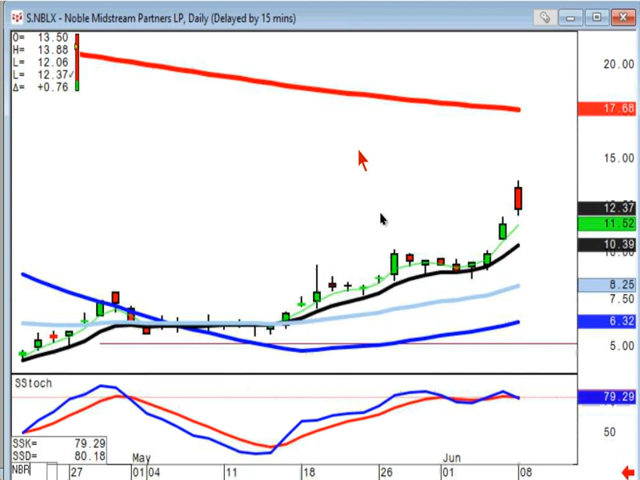 S.NBLX - Noble Midstream Partners LP, Daily (Delayed by 15 mins)
O= 13.50
H= 13.88
L= 12.06
L= 12.37✓
Δ= +0.76
20.00
17.68
15.00
12.37
11.52
10.39
10.00
8.25
7.50
6.32
5.00
SStoch
79.29
50
SSK= 79.29
SSD= 80.18
May
Jun
NBR
27
01
04
11
18
26
01
08